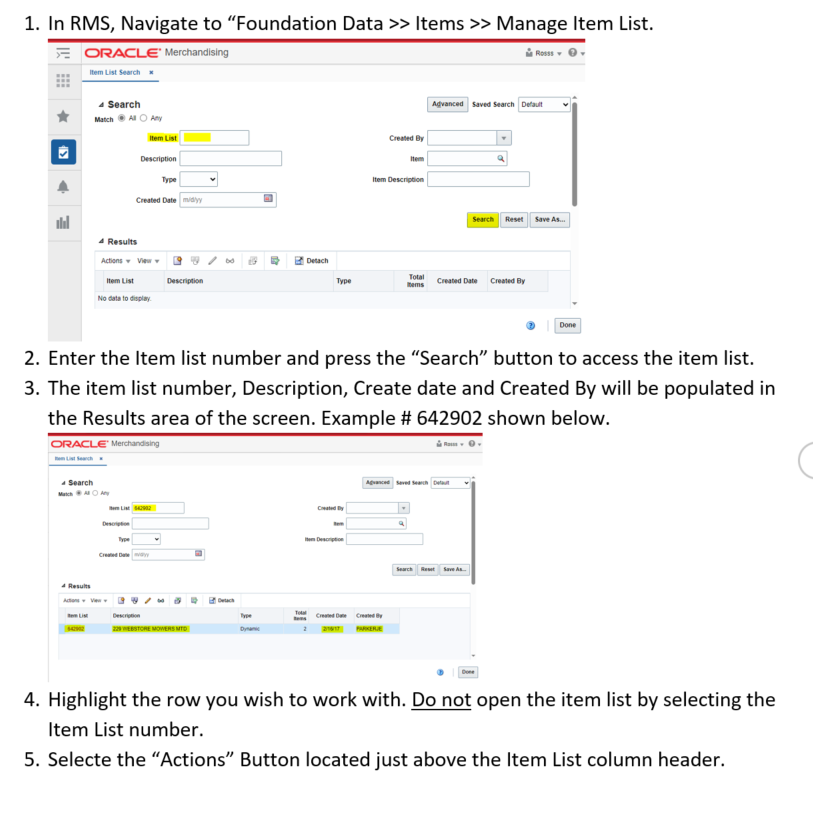 1. In RMS, Navigate to “Foundation Data >> Items >> Manage Item List.
ORACLE® Merchandising
Rosss
Item List Search
Search
Advanced Saved Search Default
Match All Any
Item List
Created By
Description
Item
Type
Item Description
Created Date m/d/yy
Search Reset Save As...
Results
Actions View Detach
Item List Description Type Total Items Created Date Created By
No data to display.
Done
2. Enter the Item list number and press the “Search” button to access the item list.
3. The item list number, Description, Create date and Created By will be populated in
the Results area of the screen. Example # 642902 shown below.
ORACLE® Merchandising
Rosss
Item List Search
Search
Advanced Saved Search Default
Match All Any
Item List 642902
Created By
Description
Item
Type
Item Description
Created Date m/d/yy
Search Reset Save As...
Results
Actions View Detach
Item List Description Type Total Items Created Date Created By
642902 228 WEBSTORE MOWERS MTD. Dynamic 2 2/16/17 PARKERJE
Done
4. Highlight the row you wish to work with. Do not open the item list by selecting the
Item List number.
5. Selecte the “Actions” Button located just above the Item List column header.